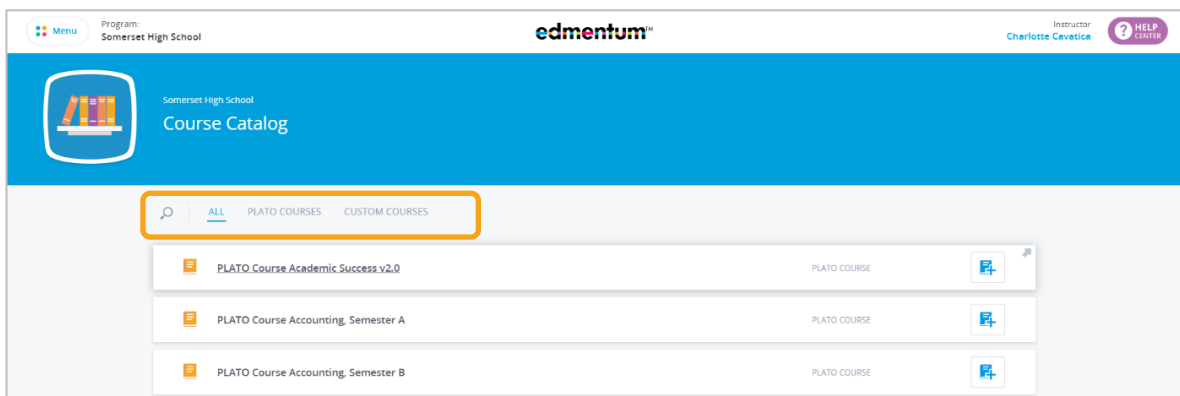 Menu
Program:
Somerset High School
edmentum™
Instructor
Charlotte Cavatica
? HELP CENTER
Somerset High School
Course Catalog
ALL PLATO COURSES CUSTOM COURSES
PLATO Course Academic Success v2.0 PLATO COURSE
PLATO Course Accounting, Semester A PLATO COURSE
PLATO Course Accounting, Semester B PLATO COURSE